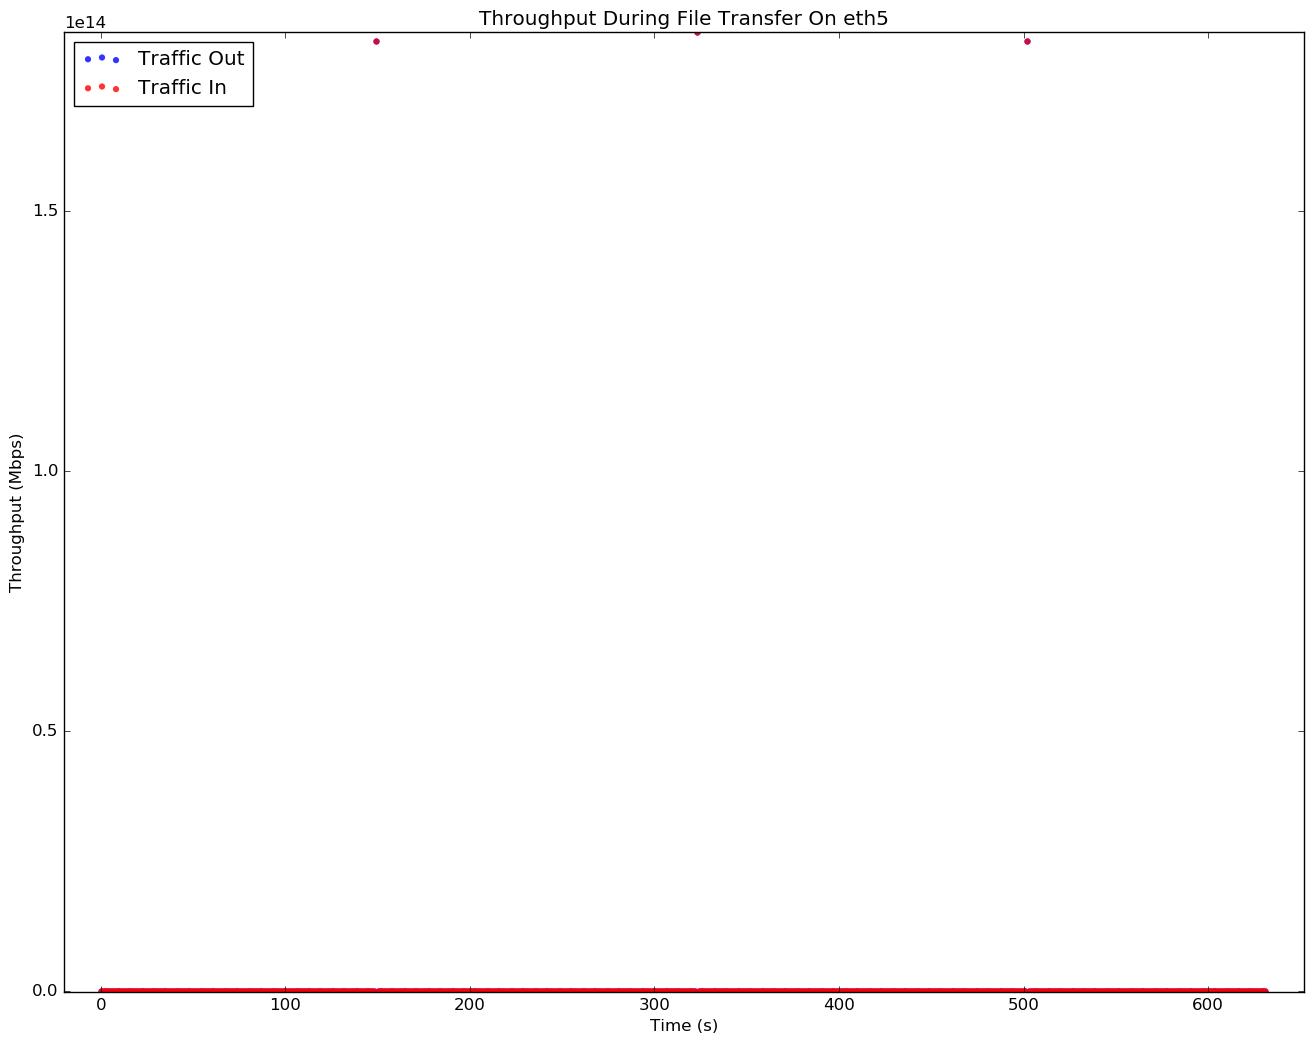 Throughput During File Transfer On eth5
1e14
Traffic Out
Traffic In
1.5
1.0
0.5
0.0
Throughput (Mbps)
0 100 200 300 400 500 600
Time (s)